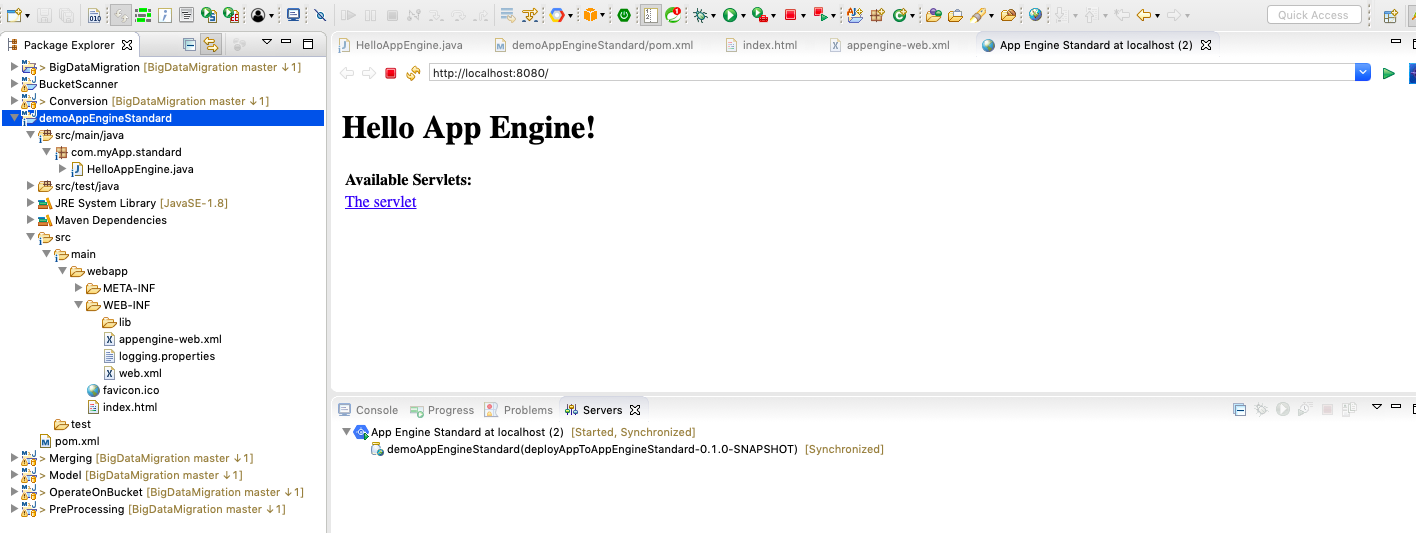 Quick Access
Package Explorer
> BigDataMigration [BigDataMigration master ↓1]
BucketScanner
> Conversion [BigDataMigration master ↓1]
demoAppEngineStandard
src/main/java
com.myApp.standard
HelloAppEngine.java
src/test/java
JRE System Library [JavaSE-1.8]
Maven Dependencies
src
main
webapp
META-INF
WEB-INF
lib
appengine-web.xml
logging.properties
web.xml
favicon.ico
index.html
test
pom.xml
> Merging [BigDataMigration master ↓1]
> Model [BigDataMigration master ↓1]
> OperateOnBucket [BigDataMigration master ↓1]
> PreProcessing [BigDataMigration master ↓1]
HelloAppEngine.java demoAppEngineStandard/pom.xml index.html appengine-web.xml App Engine Standard at localhost (2)
http://localhost:8080/
Hello App Engine!
Available Servlets:
The servlet
Console Progress Problems Servers
App Engine Standard at localhost (2) [Started, Synchronized]
demoAppEngineStandard(deployAppToAppEngineStandard-0.1.0-SNAPSHOT) [Synchronized]